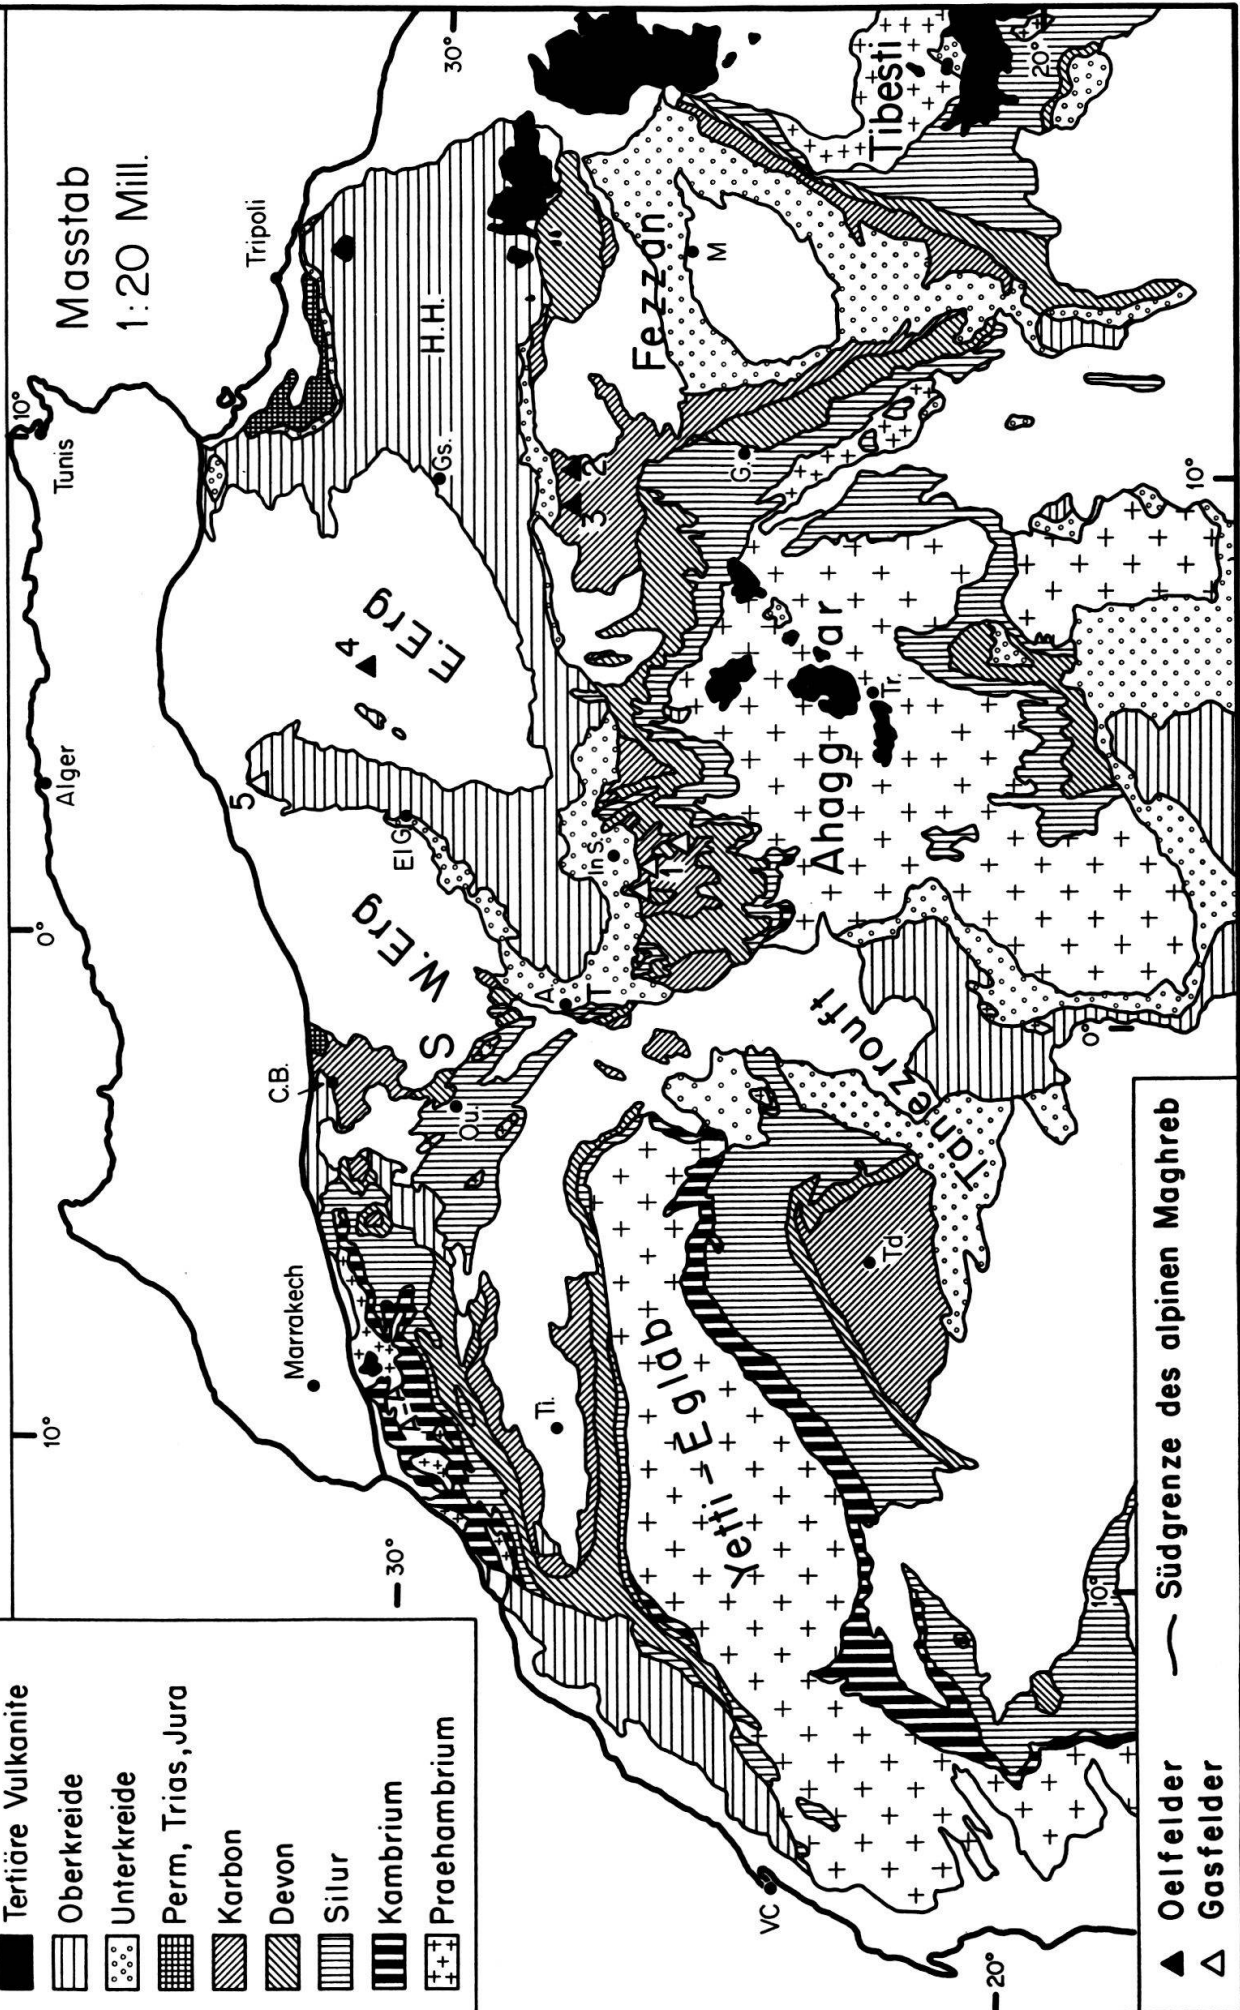 Tertiäre Vulkanite
Oberkreide
Unterkreide
Perm, Trias, Jura
Karbon
Devon
Silur
Kambrium
Praehambrium
Masstab
1:20 Mill.
10°
0°
10°
Alger
Tunis
Tripoli
Marrakech
C.B.
5
4
30°
30°
W. Erg
E. Erg
El G.
Gs.
H.H.
S
Ou.
A
T
In S.
1
3
2
Ti.
Fezzan
M
G.
Yetti-Eglab
Ahaggar
Tr.
Tibesti
VC
Td.
Tanezrouft
20°
20°
10°
0°
10°
▲ Oelfelder
△ Gasfelder
Südgrenze des alpinen Maghreb